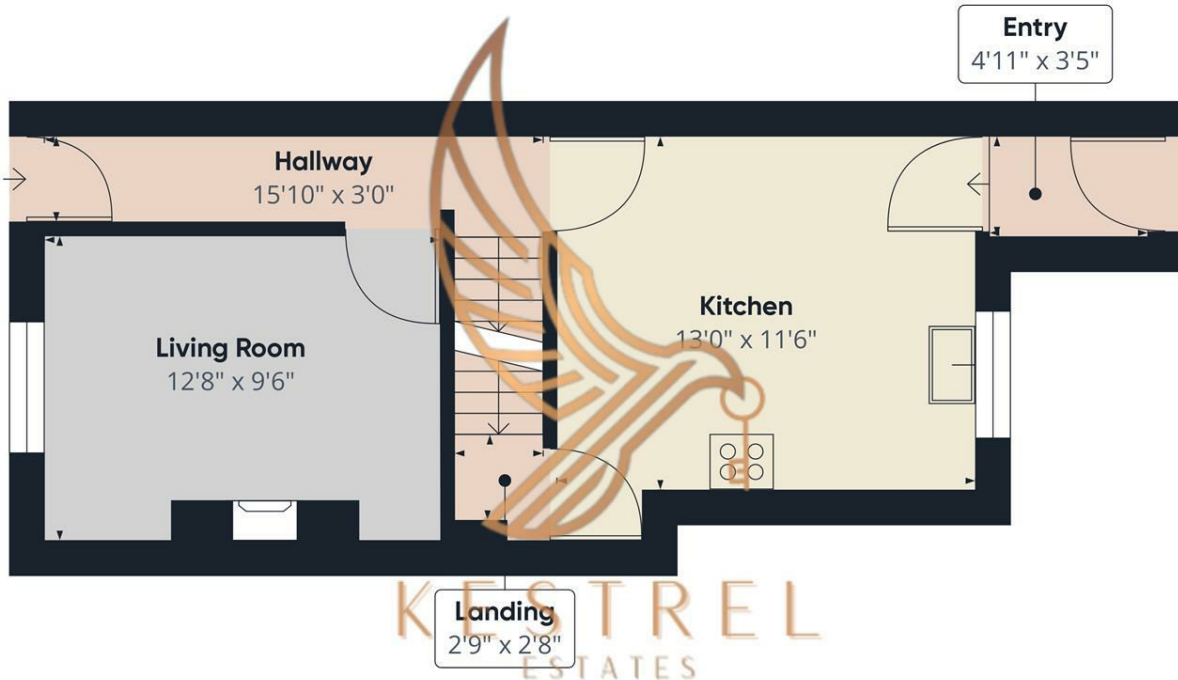 Entry
4'11" x 3'5"
Hallway
15'10" x 3'0"
Kitchen
13'0" x 11'6"
Living Room
12'8" x 9'6"
Landing
2'9" x 2'8"
KESTREL
ESTATES